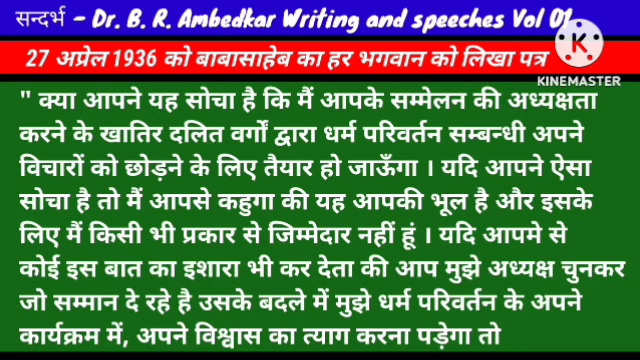 सन्दर्भ – Dr. B. R. Ambedkar Writing and speeches Vol 01
27 अप्रेल 1936 को बाबासाहेब का हर भगवान को लिखा पत्र
KINEMASTER
" क्या आपने यह सोचा है कि मैं आपके सम्मेलन की अध्यक्षता
करने के खातिर दलित वर्गों द्वारा धर्म परिवर्तन सम्बन्धी अपने
विचारों को छोड़ने के लिए तैयार हो जाऊँगा । यदि आपने ऐसा
सोचा है तो मैं आपसे कहुगा की यह आपकी भूल है और इसके
लिए मैं किसी भी प्रकार से जिम्मेदार नहीं हूं । यदि आपमे से
कोई इस बात का इशारा भी कर देता की आप मुझे अध्यक्ष चुनकर
जो सम्मान दे रहे है उसके बदले में मुझे धर्म परिवर्तन के अपने
कार्यक्रम में, अपने विश्वास का त्याग करना पड़ेगा तो